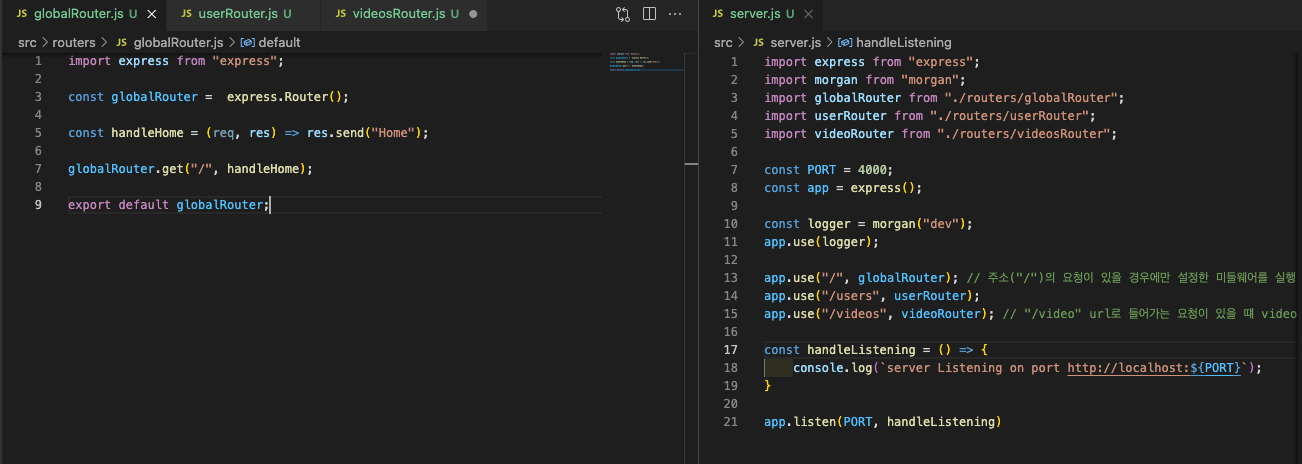 JS globalRouter.js U ×
JS userRouter.js U
JS videosRouter.js U ●
src > routers > JS globalRouter.js > default
1 import express from "express";
2
3 const globalRouter =  express.Router();
4
5 const handleHome = (req, res) => res.send("Home");
6
7 globalRouter.get("/", handleHome);
8
9 export default globalRouter;
JS server.js U ×
src > JS server.js > handleListening
1 import express from "express";
2 import morgan from "morgan";
3 import globalRouter from "./routers/globalRouter";
4 import userRouter from "./routers/userRouter";
5 import videoRouter from "./routers/videosRouter";
6
7 const PORT = 4000;
8 const app = express();
9
10 const logger = morgan("dev");
11 app.use(logger);
12
13 app.use("/", globalRouter); // 주소("/")의 요청이 있을 경우에만 설정한 미들웨어를 실행
14 app.use("/users", userRouter);
15 app.use("/videos", videoRouter); // "/video" url로 들어가는 요청이 있을 때 video
16
17 const handleListening = () => {
18     console.log(`server Listening on port http://localhost:${PORT}`);
19 }
20
21 app.listen(PORT, handleListening)